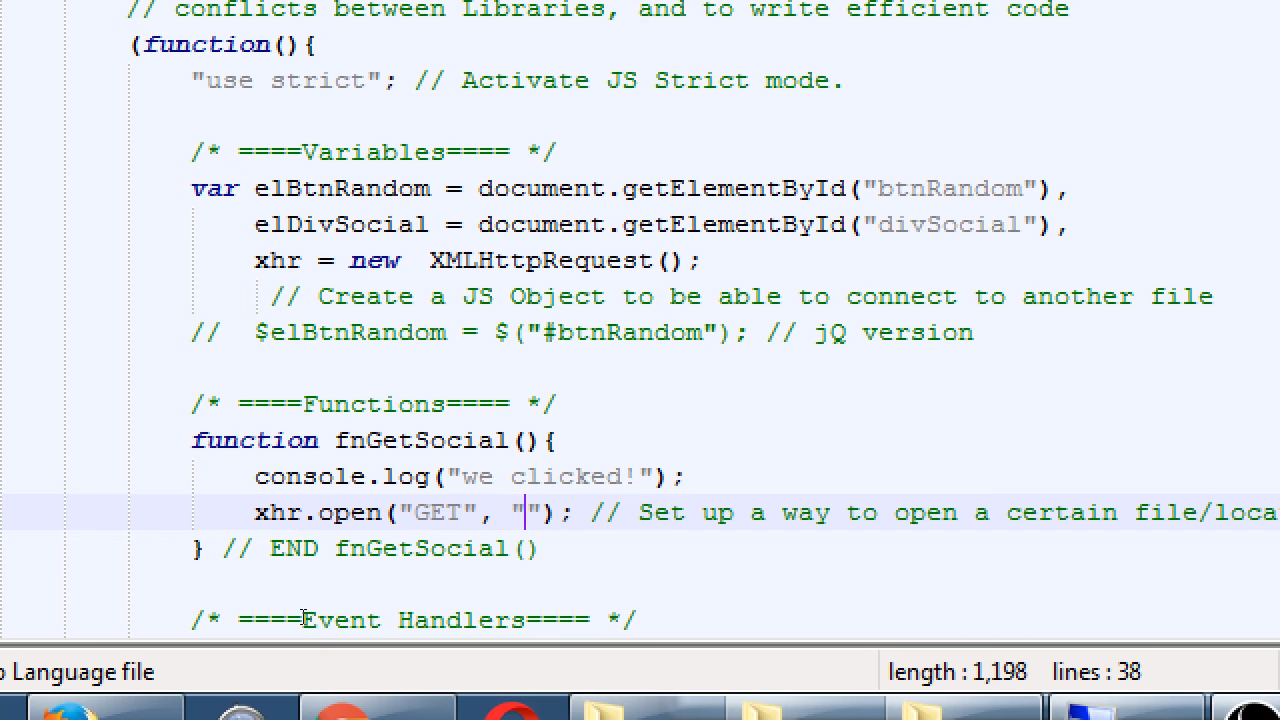 // conflicts between Libraries, and to write efficient code
(function(){
"use strict"; // Activate JS Strict mode.
/* ====Variables==== */
var elBtnRandom = document.getElementById("btnRandom"),
elDivSocial = document.getElementById("divSocial"),
xhr = new  XMLHttpRequest();
// Create a JS Object to be able to connect to another file
//  $elBtnRandom = $("#btnRandom"); // jQ version
/* ====Functions==== */
function fnGetSocial(){
console.log("we clicked!");
xhr.open("GET", ""); // Set up a way to open a certain file/loca
} // END fnGetSocial()
/* ====Event Handlers==== */
Language file length : 1,198 lines : 38